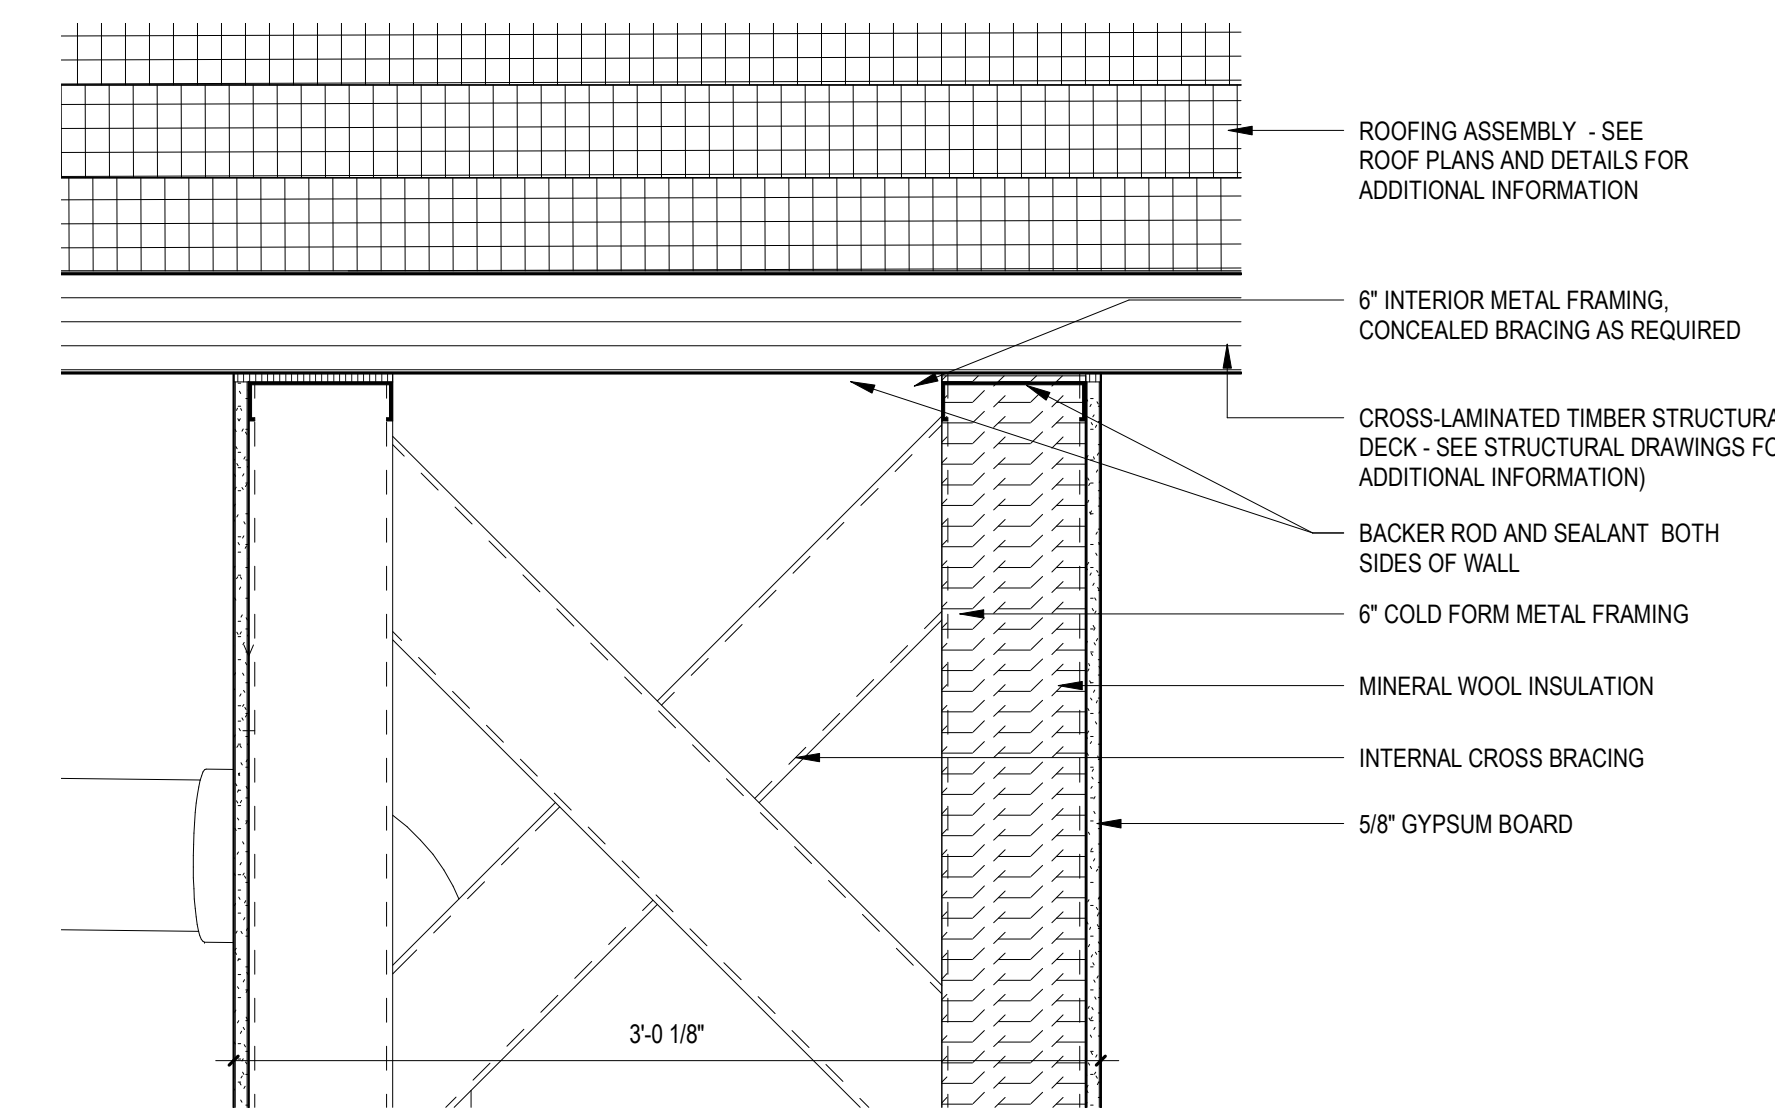 ROOFING ASSEMBLY - SEE
ROOF PLANS AND DETAILS FOR
ADDITIONAL INFORMATION
6" INTERIOR METAL FRAMING,
CONCEALED BRACING AS REQUIRED
CROSS-LAMINATED TIMBER STRUCTURA
DECK - SEE STRUCTURAL DRAWINGS FO
ADDITIONAL INFORMATION)
BACKER ROD AND SEALANT BOTH
SIDES OF WALL
6" COLD FORM METAL FRAMING
MINERAL WOOL INSULATION
INTERNAL CROSS BRACING
5/8" GYPSUM BOARD
3'-0 1/8"